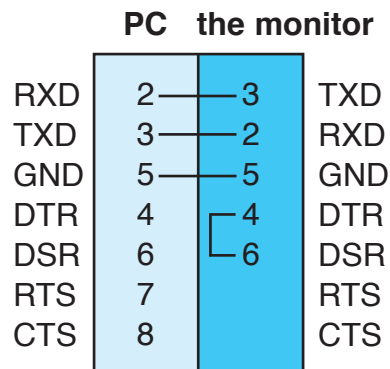 PC the monitor
RXD 2 3 TXD
TXD 3 2 RXD
GND 5 5 GND
DTR 4 4 DTR
DSR 6 6 DSR
RTS 7 RTS
CTS 8 CTS